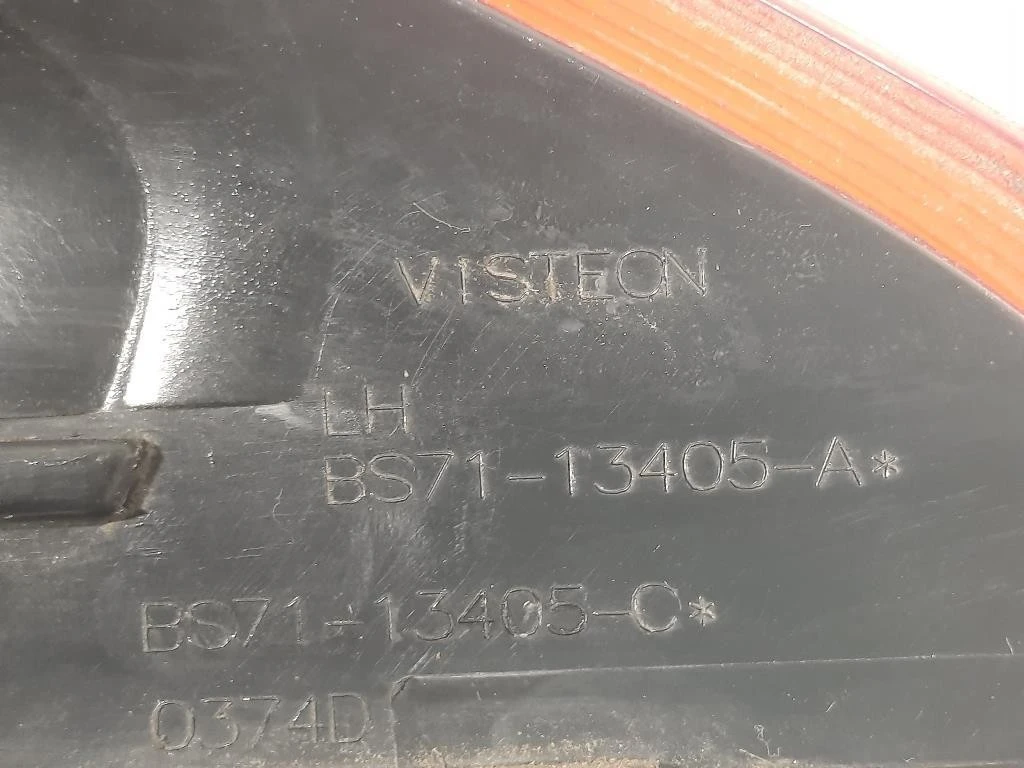 VISTEON
LH
BS71-13405-A*
BS71-13405-C*
0374D